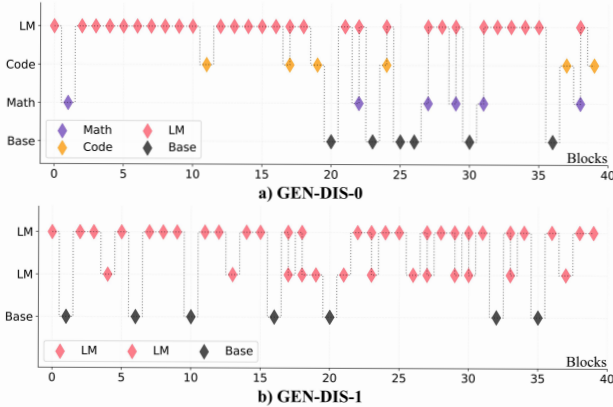 LM
Code
Math
Base
Math LM
Code Base
Blocks
0 5 10 15 20 25 30 35 40
a) GEN-DIS-0
LM
LM
Base
LM LM Base
Blocks
0 5 10 15 20 25 30 35 40
b) GEN-DIS-1